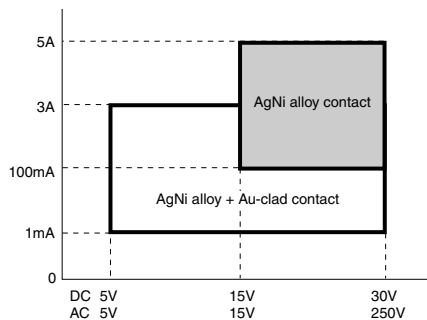 5A
AgNi alloy contact
3A
100mA
AgNi alloy + Au-clad contact
1mA
0
DC 5V 15V 30V
AC 5V 15V 250V